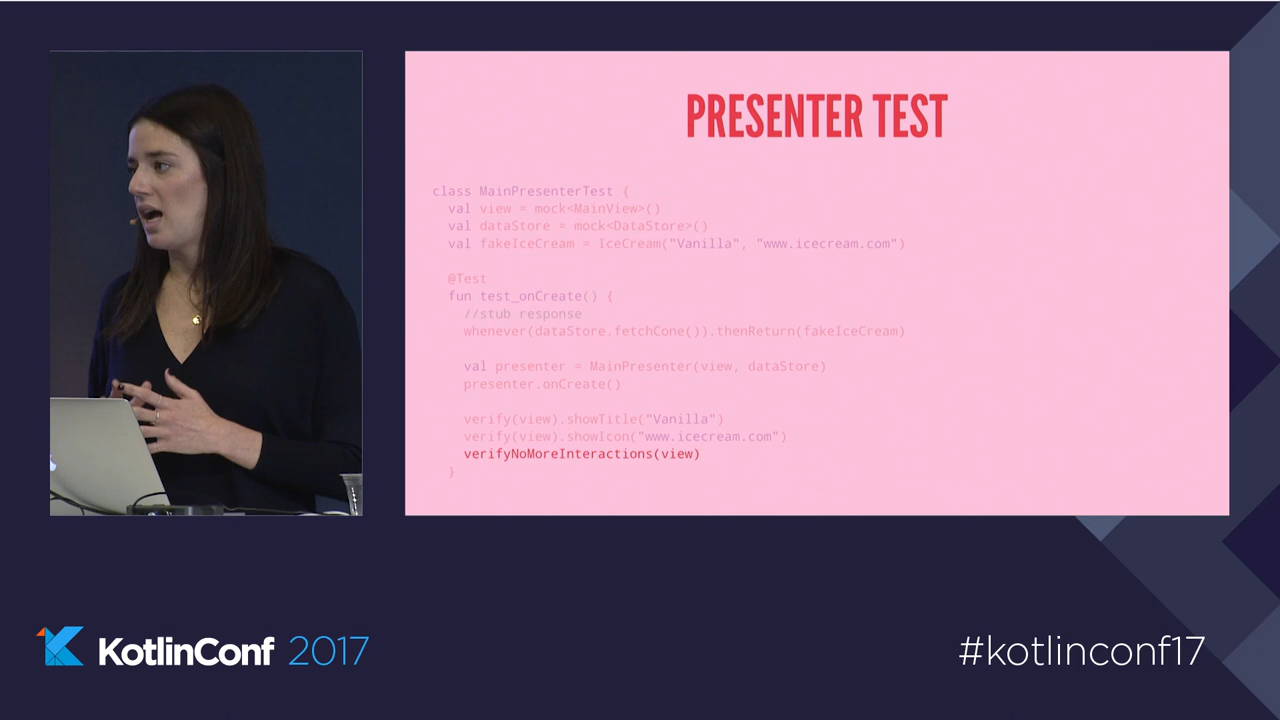 PRESENTER TEST
class MainPresenterTest {
val view = mock<MainView>()
val dataStore = mock<DataStore>()
val fakeIceCream = IceCream("Vanilla", "www.icecream.com")
@Test
fun test_onCreate() {
//stub response
whenever(dataStore.fetchCone()).thenReturn(fakeIceCream)
val presenter = MainPresenter(view, dataStore)
presenter.onCreate()
verify(view).showTitle("Vanilla")
verify(view).showIcon("www.icecream.com")
verifyNoMoreInteractions(view)
}
KotlinConf 2017
#kotlinconf17